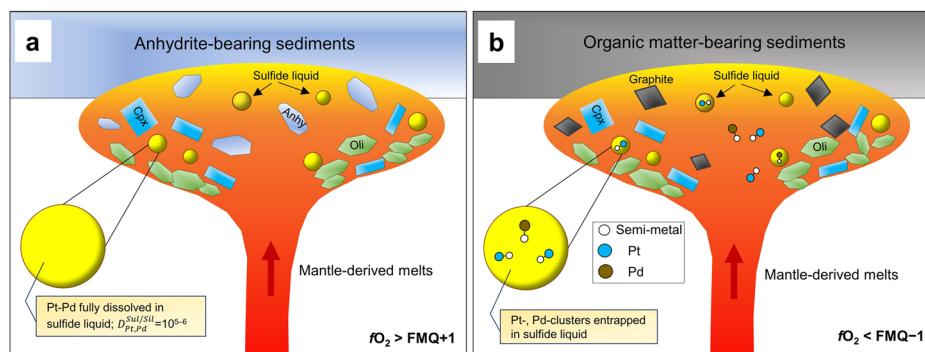 a
Anhydrite-bearing sediments
Sulfide liquid
Cpx
Anhy
Oli
Mantle-derived melts
Pt-Pd fully dissolved in
sulfide liquid; D_{Pt,Pd}^{Sul/Sil}=10⁵⁻⁶
fO₂ > FMQ+1
b
Organic matter-bearing sediments
Graphite
Sulfide liquid
Cpx
Oli
Semi-metal
Pt
Pd
Mantle-derived melts
Pt-, Pd-clusters entrapped
in sulfide liquid
fO₂ < FMQ−1